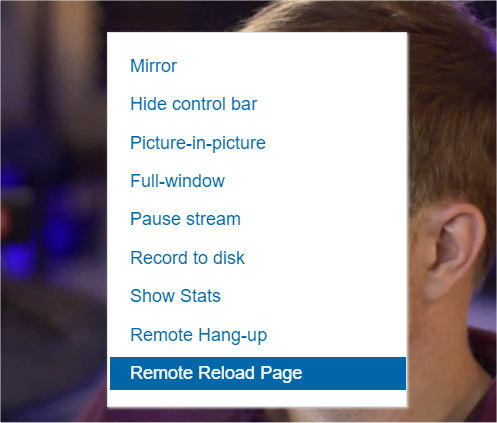 Mirror
Hide control bar
Picture-in-picture
Full-window
Pause stream
Record to disk
Show Stats
Remote Hang-up
Remote Reload Page